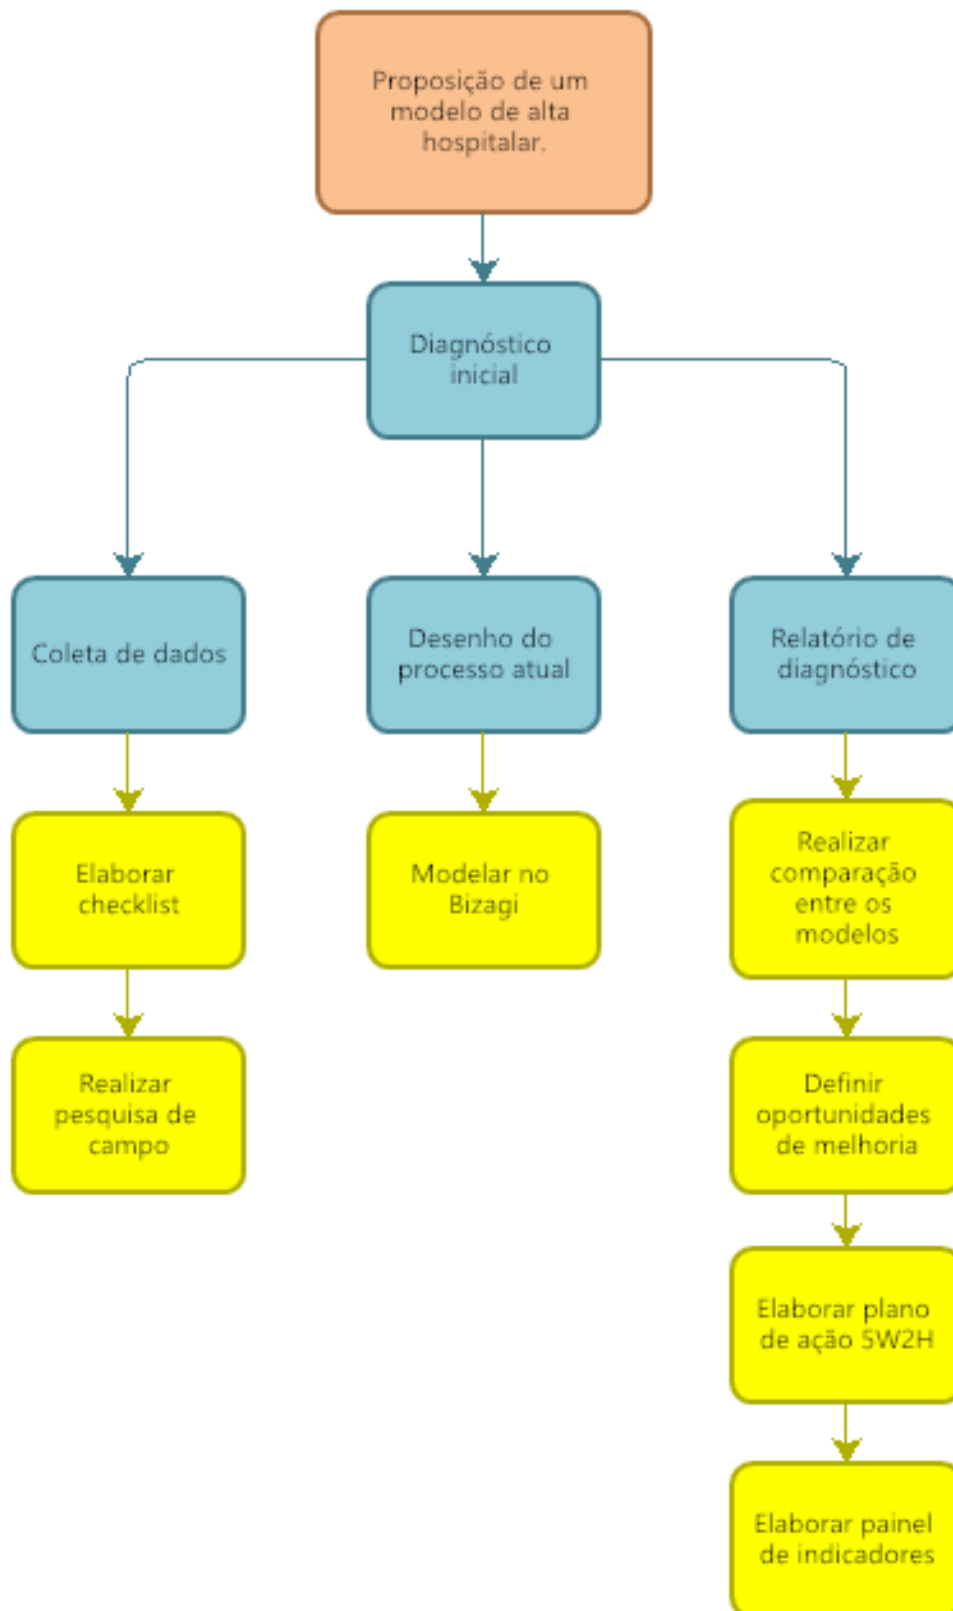 Proposição de um
modelo de alta
hospitalar.
Diagnóstico
inicial
Coleta de dados
Desenho do
processo atual
Relatório de
diagnóstico
Elaborar
checklist
Modelar no
Bizagi
Realizar
comparação
entre os
modelos
Realizar
pesquisa de
campo
Definir
oportunidades
de melhoria
Elaborar plano
de ação 5W2H
Elaborar painel
de indicadores